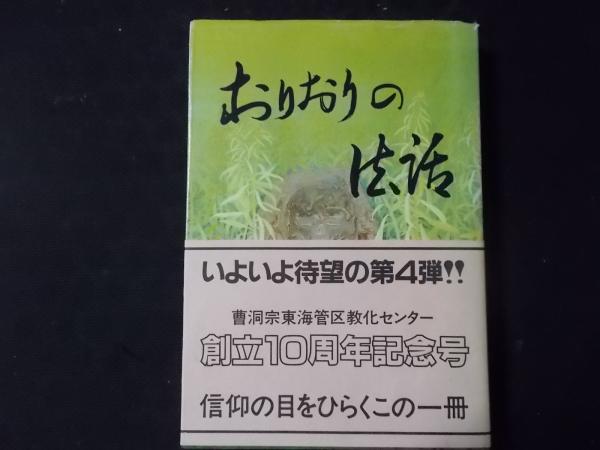 おりおりの
法話
いよいよ待望の第4弾!!
曹洞宗東海管区教化センター
創立10周年記念号
信仰の目をひらくこの一冊